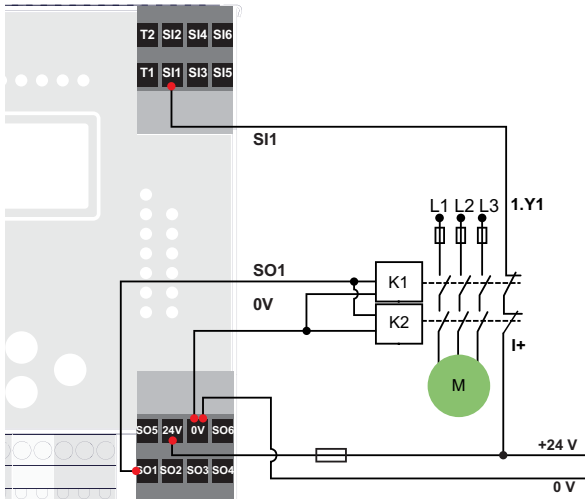 T2 SI2 SI4 SI6
T1 SI1 SI3 SI5
SI1
L1 L2 L3 1.Y1
SO1
K1
0V
K2
I+
M
SO5 24V 0V SO6
+24 V
SO1 SO2 SO3 SO4
0 V